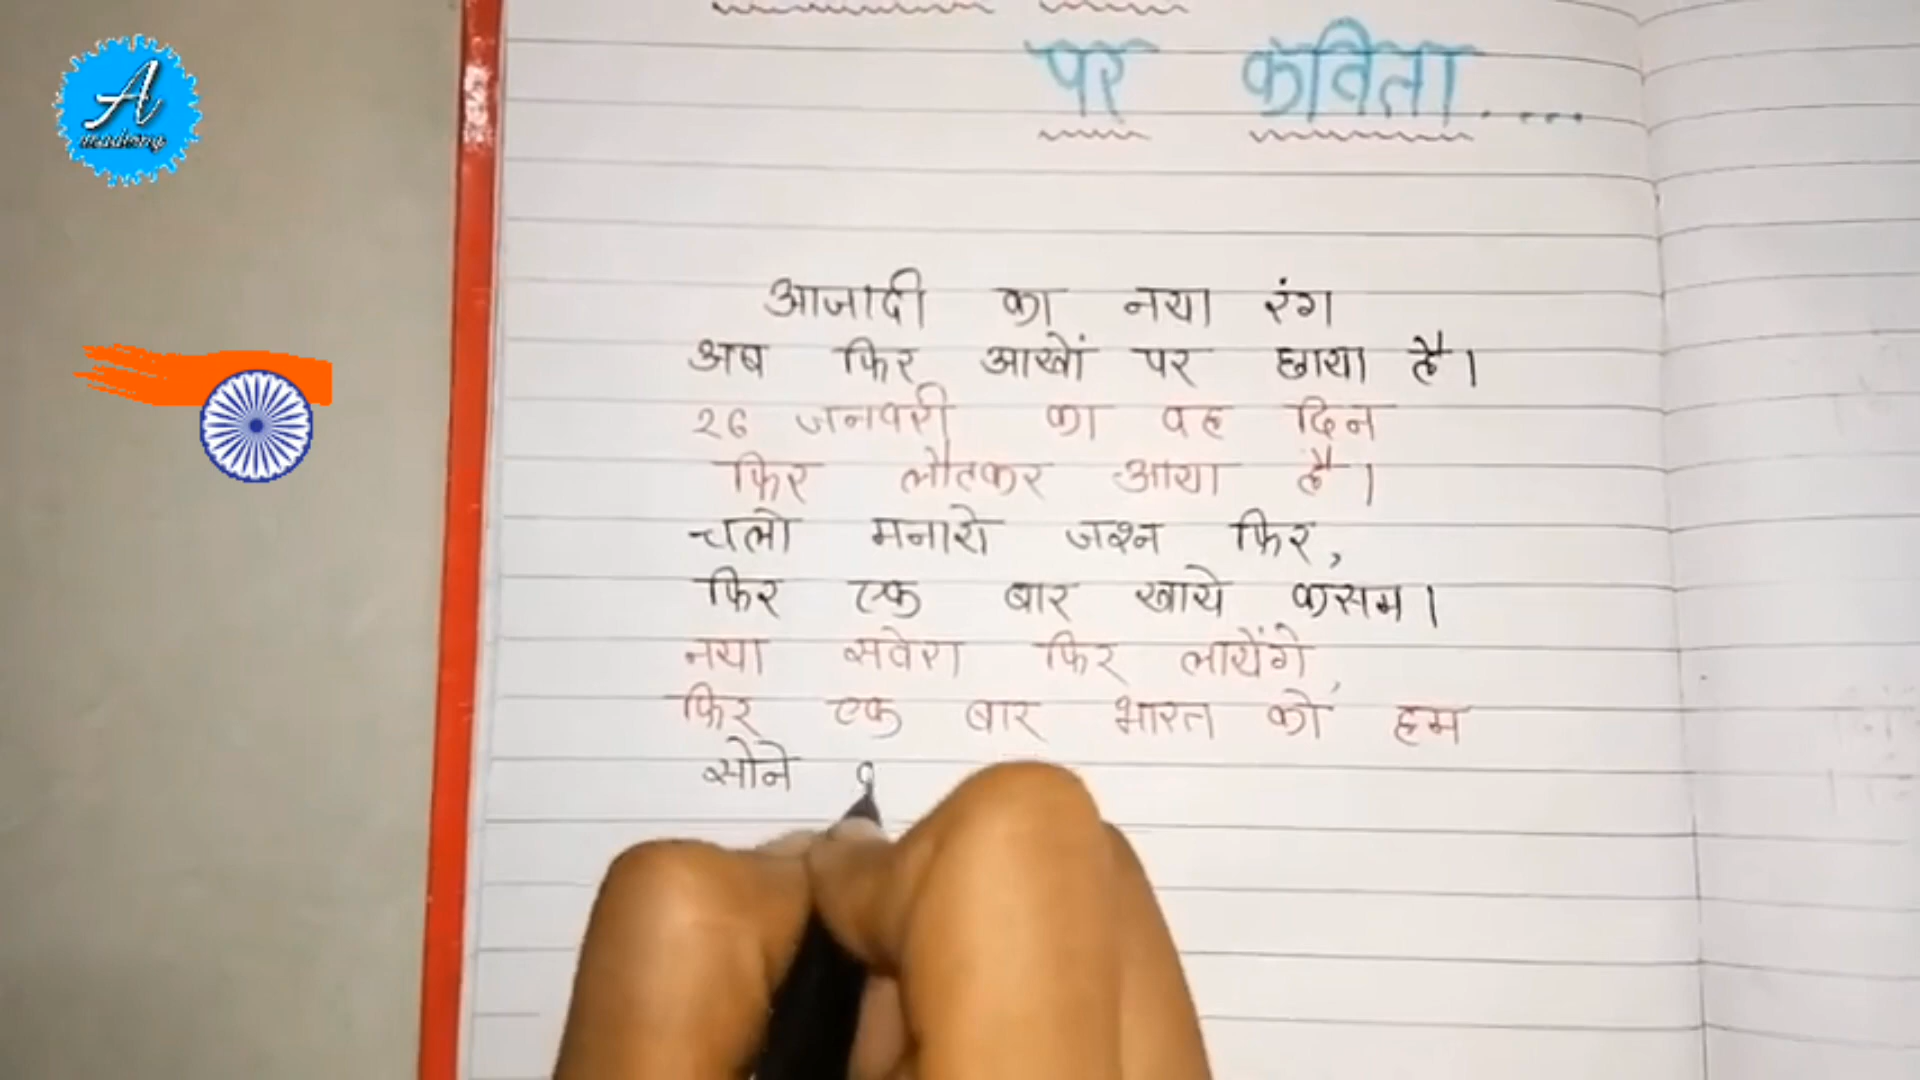 A
academy
पर कविता....
आजादी का नया रंग
अब फिर आखों पर छाया है।
26 जनवरी का वह दिन
फिर लौटकर आया है।
चलो मनाये जश्न फिर,
फिर एक बार खाये कसम।
नया सवेरा फिर लायेंगे,
फिर एक बार भारत को हम
सोने